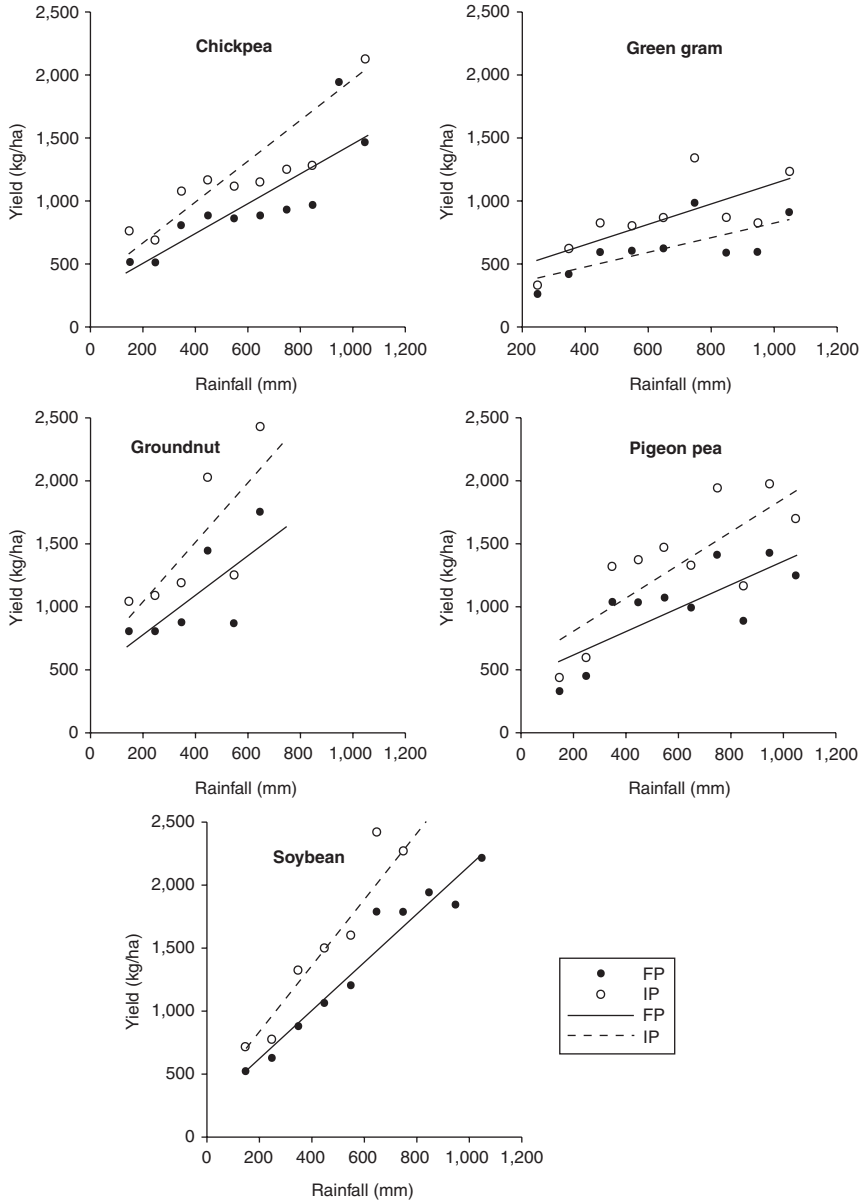 2,500
Chickpea
2,000
1,500
1,000
500
0
Yield (kg/ha)
0 200 400 600 800 1,000 1,200
Rainfall (mm)
2,500
Green gram
2,000
1,500
1,000
500
0
Yield (kg/ha)
200 400 600 800 1,000 1,200
Rainfall (mm)
2,500
Groundnut
2,000
1,500
1,000
500
0
Yield (kg/ha)
0 200 400 600 800 1,000 1,200
Rainfall (mm)
2,500
Pigeon pea
2,000
1,500
1,000
500
0
Yield (kg/ha)
0 200 400 600 800 1,000 1,200
Rainfall (mm)
2,500
Soybean
2,000
1,500
1,000
500
0
Yield (kg/ha)
0 200 400 600 800 1,000 1,200
Rainfall (mm)
FP
IP
FP
IP